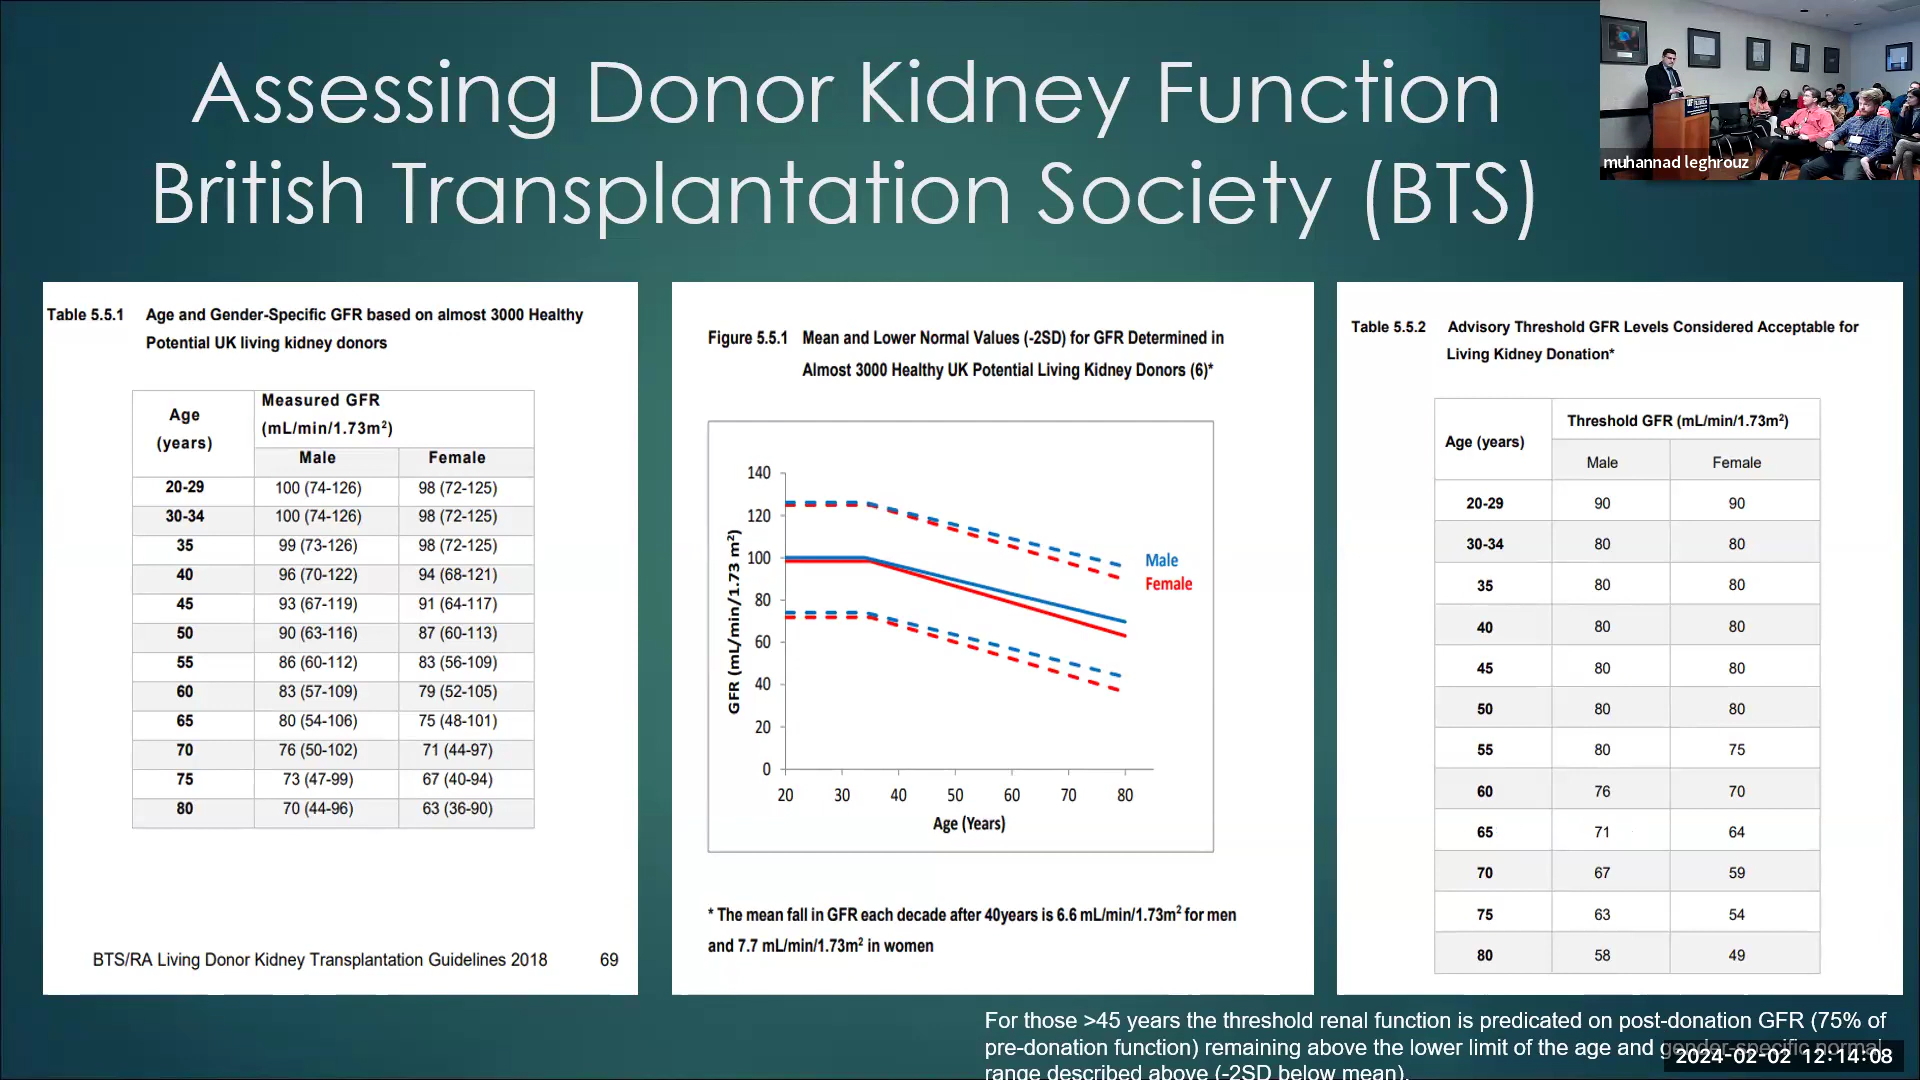 Assessing Donor Kidney Function
British Transplantation Society (BTS)
muhannad leghrouz
Table 5.5.1 Age and Gender-Specific GFR based on almost 3000 Healthy
Potential UK living kidney donors
Age
(years)
Measured GFR
(mL/min/1.73m²)
Male Female
20-29 100 (74-126) 98 (72-125)
30-34 100 (74-126) 98 (72-125)
35 99 (73-126) 98 (72-125)
40 96 (70-122) 94 (68-121)
45 93 (67-119) 91 (64-117)
50 90 (63-116) 87 (60-113)
55 86 (60-112) 83 (56-109)
60 83 (57-109) 79 (52-105)
65 80 (54-106) 75 (48-101)
70 76 (50-102) 71 (44-97)
75 73 (47-99) 67 (40-94)
80 70 (44-96) 63 (36-90)
BTS/RA Living Donor Kidney Transplantation Guidelines 2018 69
Figure 5.5.1 Mean and Lower Normal Values (-2SD) for GFR Determined in
Almost 3000 Healthy UK Potential Living Kidney Donors (6)*
GFR (mL/min/1.73 m²)
140
120
100
80
60
40
20
0
Male
Female
20 30 40 50 60 70 80
Age (Years)
* The mean fall in GFR each decade after 40years is 6.6 mL/min/1.73m² for men
and 7.7 mL/min/1.73m² in women
Table 5.5.2 Advisory Threshold GFR Levels Considered Acceptable for
Living Kidney Donation*
Age (years)
Threshold GFR (mL/min/1.73m²)
Male Female
20-29 90 90
30-34 80 80
35 80 80
40 80 80
45 80 80
50 80 80
55 80 75
60 76 70
65 71 64
70 67 59
75 63 54
80 58 49
For those >45 years the threshold renal function is predicated on post-donation GFR (75% of
pre-donation function) remaining above the lower limit of the age and gender-specific normal
range described above (-2SD below mean).
2024-02-02 12:14:08